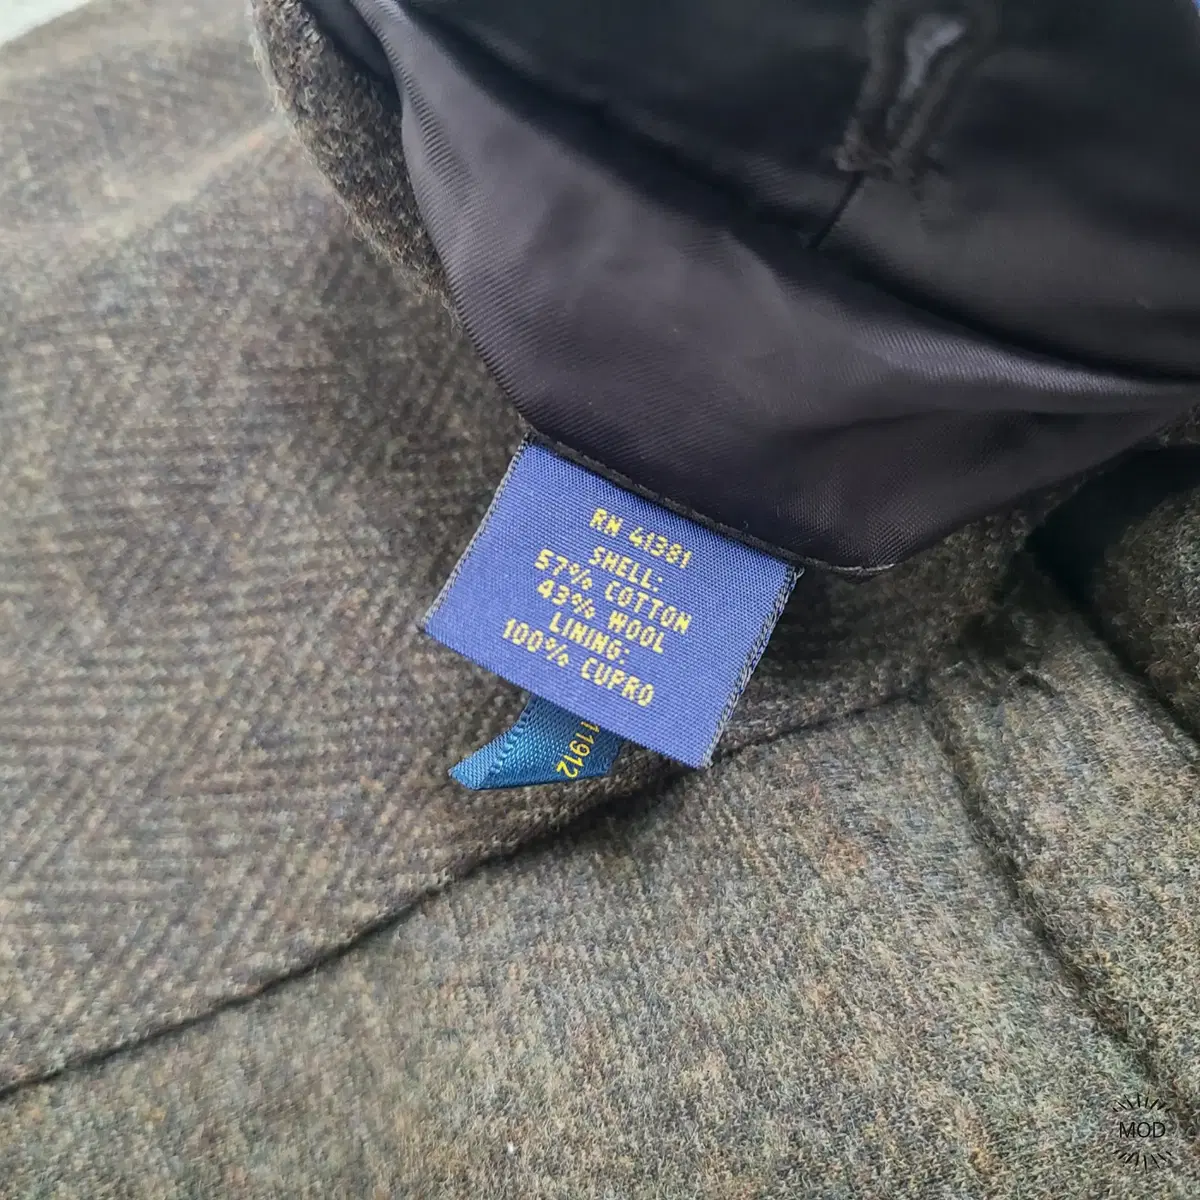 RN 41381
SHELL:
57% COTTON
43% WOOL
LINING:
100% CUPRO
11912
MOD